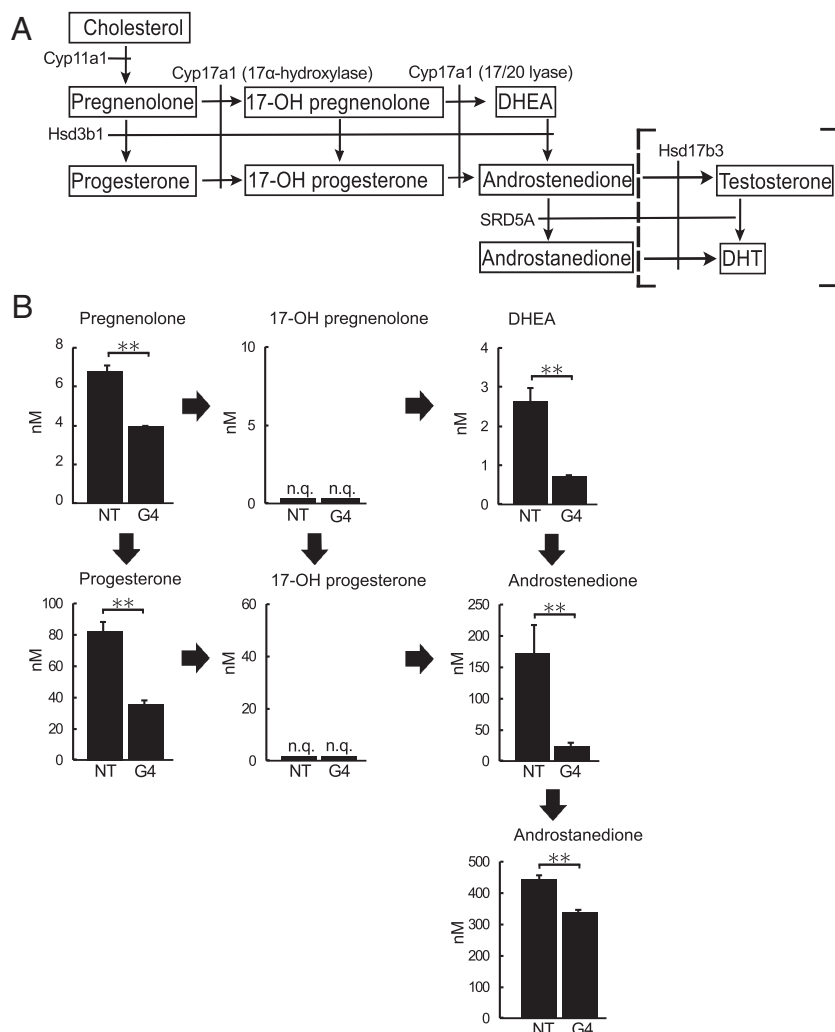 A
Cholesterol
Cyp11a1
Cyp17a1 (17α-hydroxylase)
Cyp17a1 (17/20 lyase)
Pregnenolone
17-OH pregnenolone
DHEA
Hsd3b1
Hsd17b3
Progesterone
17-OH progesterone
Androstenedione
Testosterone
SRD5A
Androstanedione
DHT
B
Pregnenolone
8
6
4
2
0
nM
**
NT
G4
17-OH pregnenolone
10
5
0
nM
n.q.
n.q.
NT
G4
DHEA
4
3
2
1
0
nM
**
NT
G4
Progesterone
100
80
60
40
20
0
nM
**
NT
G4
17-OH progesterone
60
40
20
0
nM
n.q.
n.q.
NT
G4
Androstenedione
250
200
150
100
50
0
nM
**
NT
G4
Androstanedione
500
400
300
200
100
0
nM
**
NT
G4